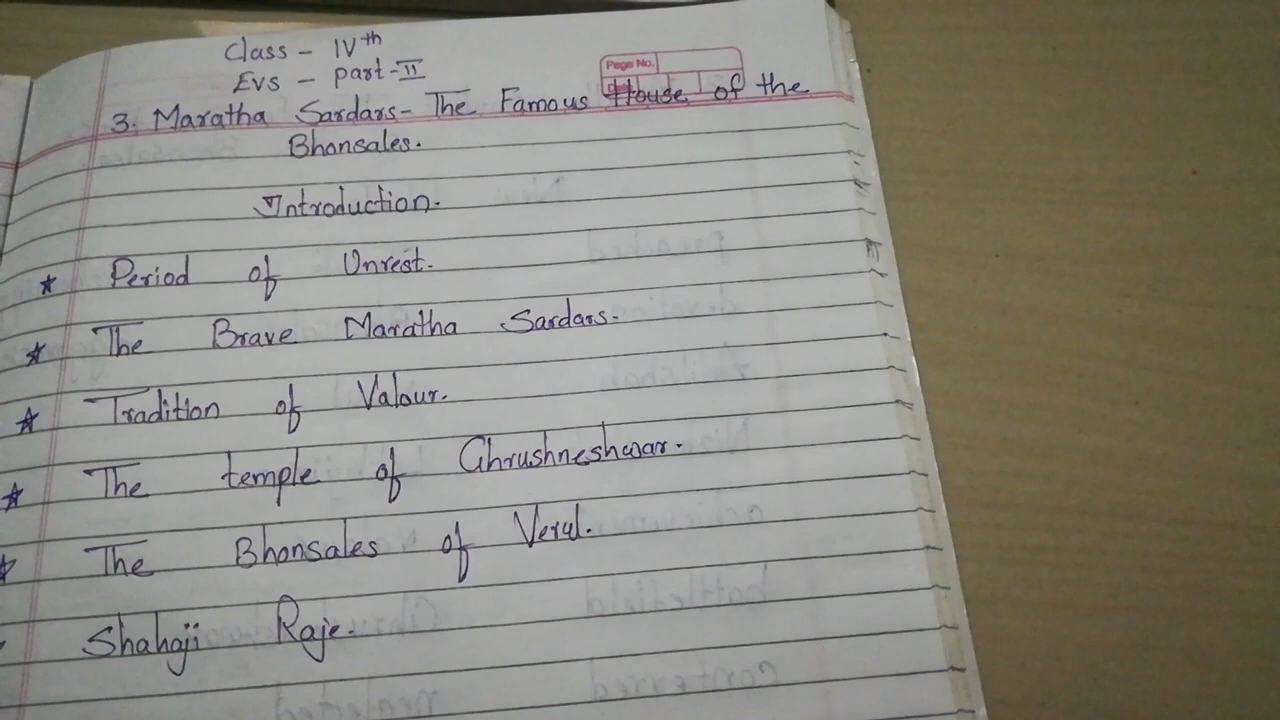 Class - IVth
EVS - part-II
Page No.
3. Maratha Sardars- The Famous House of the
Bhonsales.
Introduction.
☆ Period of Unrest.
☆ The Brave Maratha Sardars.
☆ Tradition of Valour.
☆ The temple of Ghrushneshwar.
☆ The Bhonsales of Verul.
Shahaji Raje.